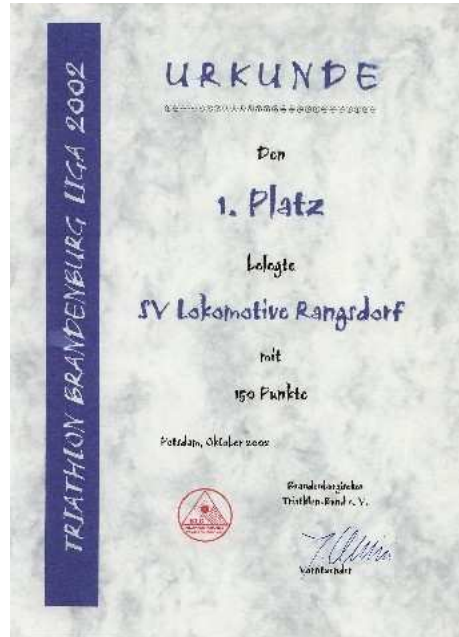 TRIATHLON BRANDENBURG LIGA 2002
URKUNDE
Den
1. Platz
belegte
SV Lokomotive Rangsdorf
mit
150 Punkte
Potsdam, Oktober 2002
Brandenburgischer
Triathlon-Bund e. V.
Vorsitzender